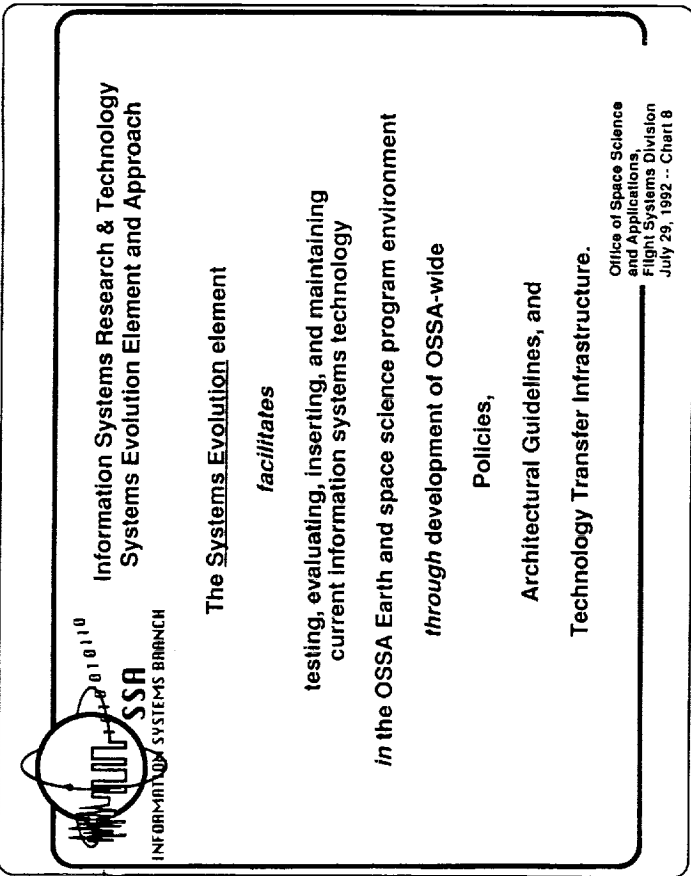 Information Systems Research & Technology
Systems Evolution Element and Approach
SSA
INFORMATION SYSTEMS BRANCH
The Systems Evolution element
facilitates
testing, evaluating, inserting, and maintaining
current information systems technology
in the OSSA Earth and space science program environment
through development of OSSA-wide
Policies,
Architectural Guidelines, and
Technology Transfer Infrastructure.
Office of Space Science
and Applications,
Flight Systems Division
July 29, 1992 -- Chart 8